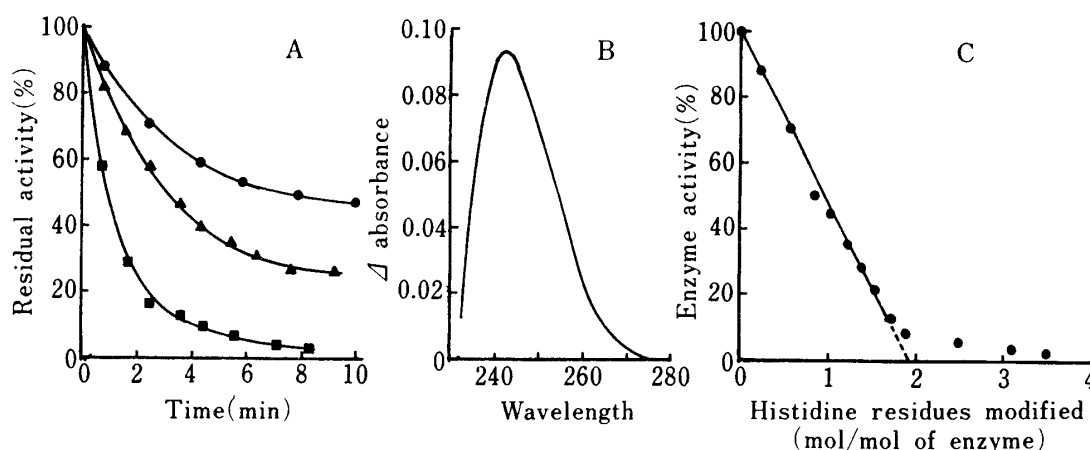 A
100
80
60
40
20
0
Residual activity(%)
0 2 4 6 8 10
Time(min)
B
0.10
0.08
0.06
0.04
0.02
0
Δ absorbance
240 260 280
Wavelength
C
100
80
60
40
20
0
Enzyme activity(%)
0 1 2 3 4
Histidine residues modified
(mol/mol of enzyme)